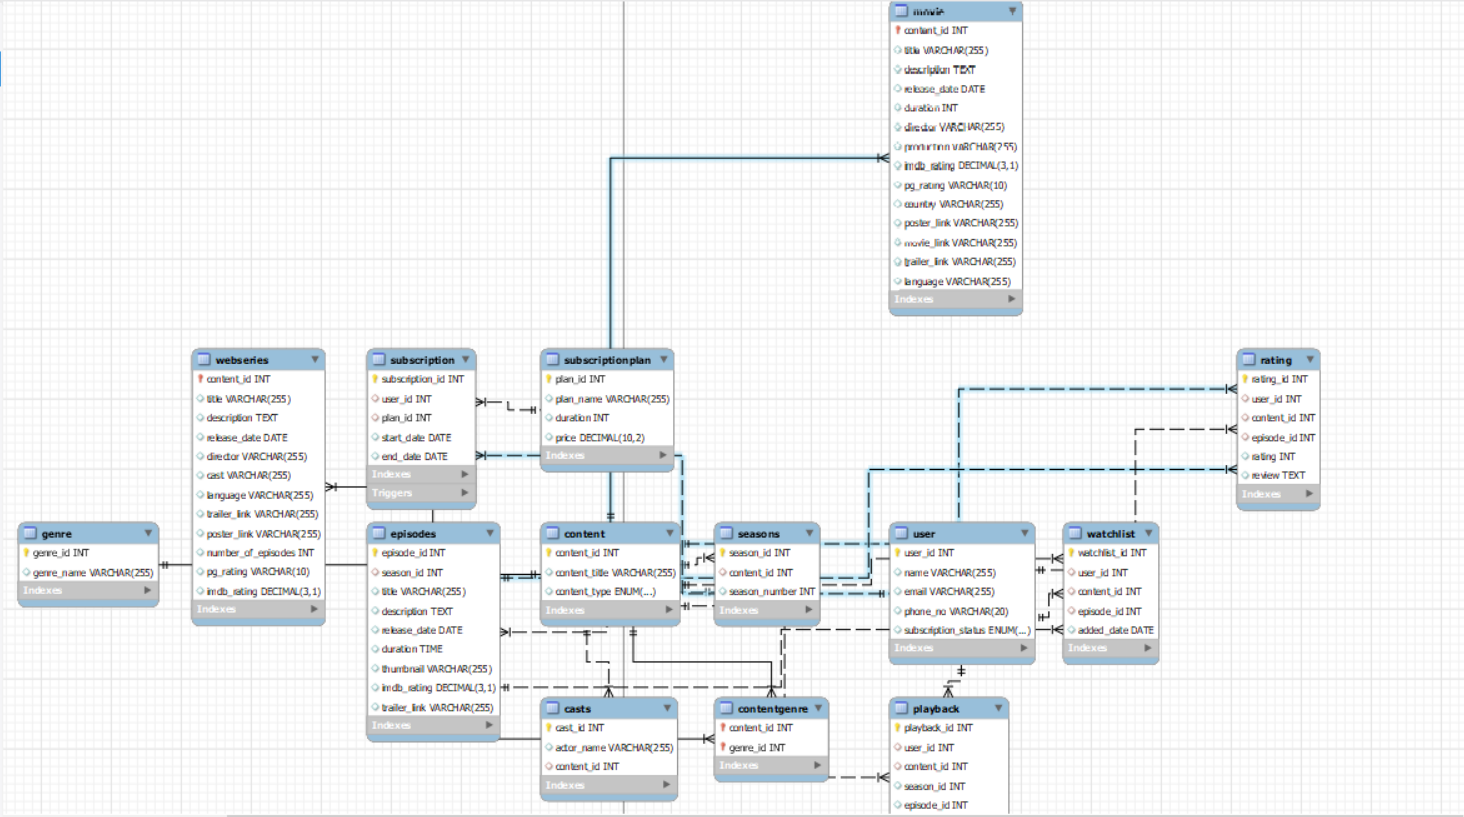 movie
content_id INT
title VARCHAR(255)
description TEXT
release_date DATE
duration INT
director VARCHAR(255)
production VARCHAR(255)
imdb_rating DECIMAL(3,1)
pg_rating VARCHAR(10)
country VARCHAR(255)
poster_link VARCHAR(255)
movie_link VARCHAR(255)
trailer_link VARCHAR(255)
language VARCHAR(255)
Indexes
webseries
content_id INT
title VARCHAR(255)
description TEXT
release_date DATE
director VARCHAR(255)
cast VARCHAR(255)
language VARCHAR(255)
trailer_link VARCHAR(255)
poster_link VARCHAR(255)
number_of_episodes INT
pg_rating VARCHAR(10)
imdb_rating DECIMAL(3,1)
Indexes
subscription
subscription_id INT
user_id INT
plan_id INT
start_date DATE
end_date DATE
Indexes
Triggers
subscriptionplan
plan_id INT
plan_name VARCHAR(255)
duration INT
price DECIMAL(10,2)
Indexes
rating
rating_id INT
user_id INT
content_id INT
episode_id INT
rating INT
review TEXT
Indexes
genre
genre_id INT
genre_name VARCHAR(255)
Indexes
episodes
episode_id INT
season_id INT
title VARCHAR(255)
description TEXT
release_date DATE
duration TIME
thumbnail VARCHAR(255)
imdb_rating DECIMAL(3,1)
trailer_link VARCHAR(255)
Indexes
content
content_id INT
content_title VARCHAR(255)
content_type ENUM(...)
Indexes
seasons
season_id INT
content_id INT
season_number INT
Indexes
user
user_id INT
name VARCHAR(255)
email VARCHAR(255)
phone_no VARCHAR(20)
subscription_status ENUM(...)
Indexes
watchlist
watchlist_id INT
user_id INT
content_id INT
episode_id INT
added_date DATE
Indexes
casts
cast_id INT
actor_name VARCHAR(255)
content_id INT
Indexes
contentgenre
content_id INT
genre_id INT
Indexes
playback
playback_id INT
user_id INT
content_id INT
season_id INT
episode_id INT